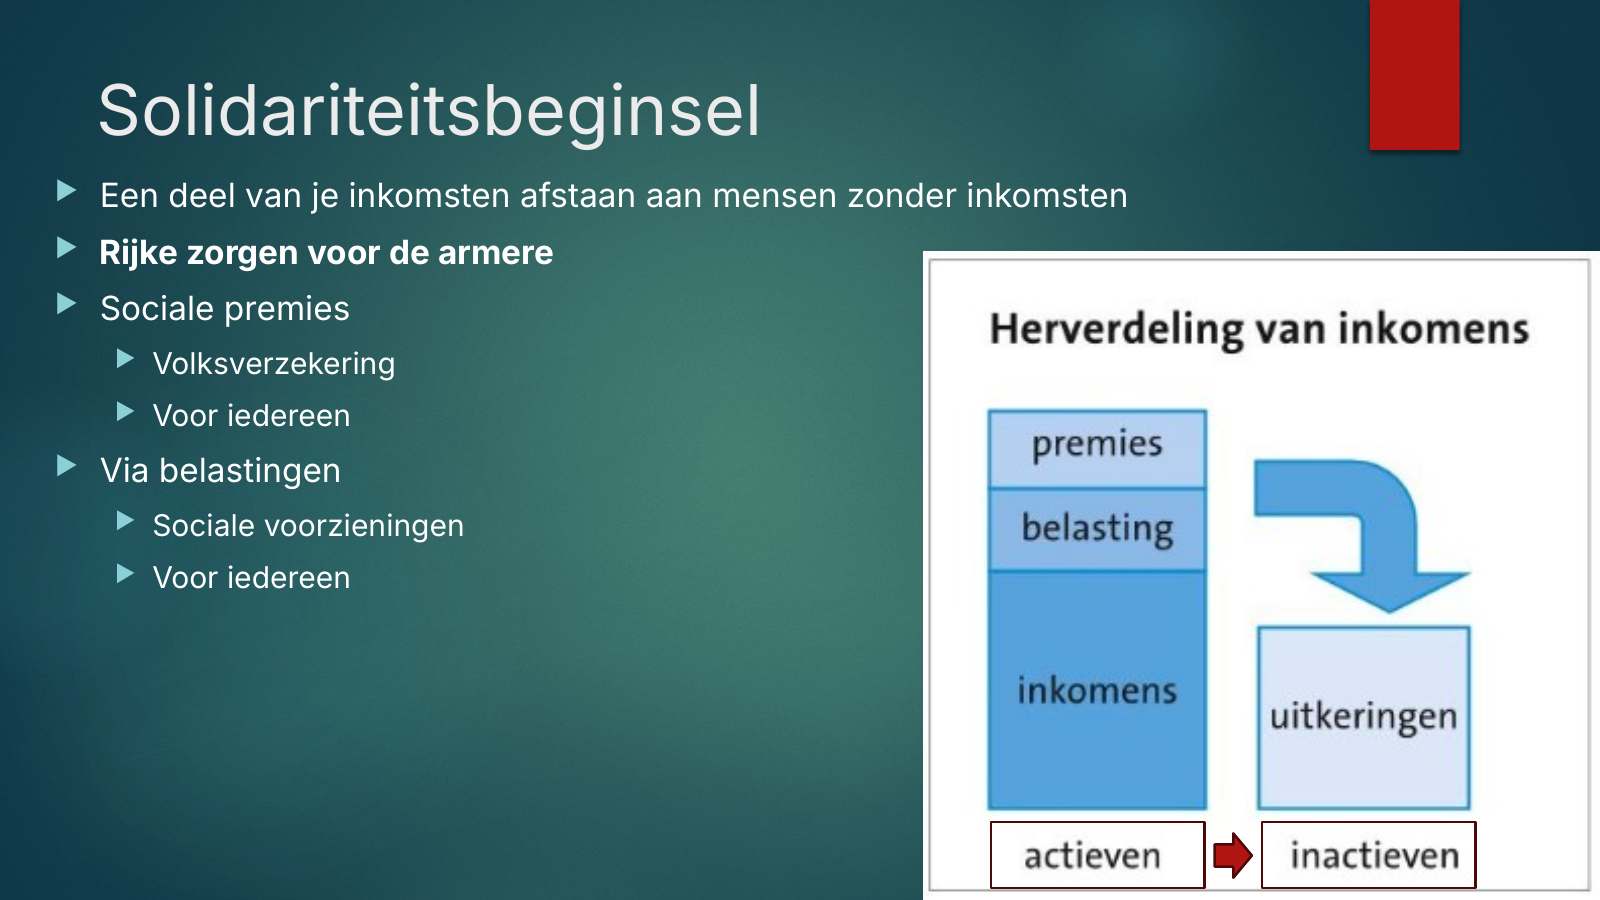 Solidariteitsbeginsel
Een deel van je inkomsten afstaan aan mensen zonder inkomsten
Rijke zorgen voor de armere
Sociale premies
Volksverzekering
Voor iedereen
Via belastingen
Sociale voorzieningen
Voor iedereen
Herverdeling van inkomens
premies
belasting
inkomens
uitkeringen
actieven
inactieven